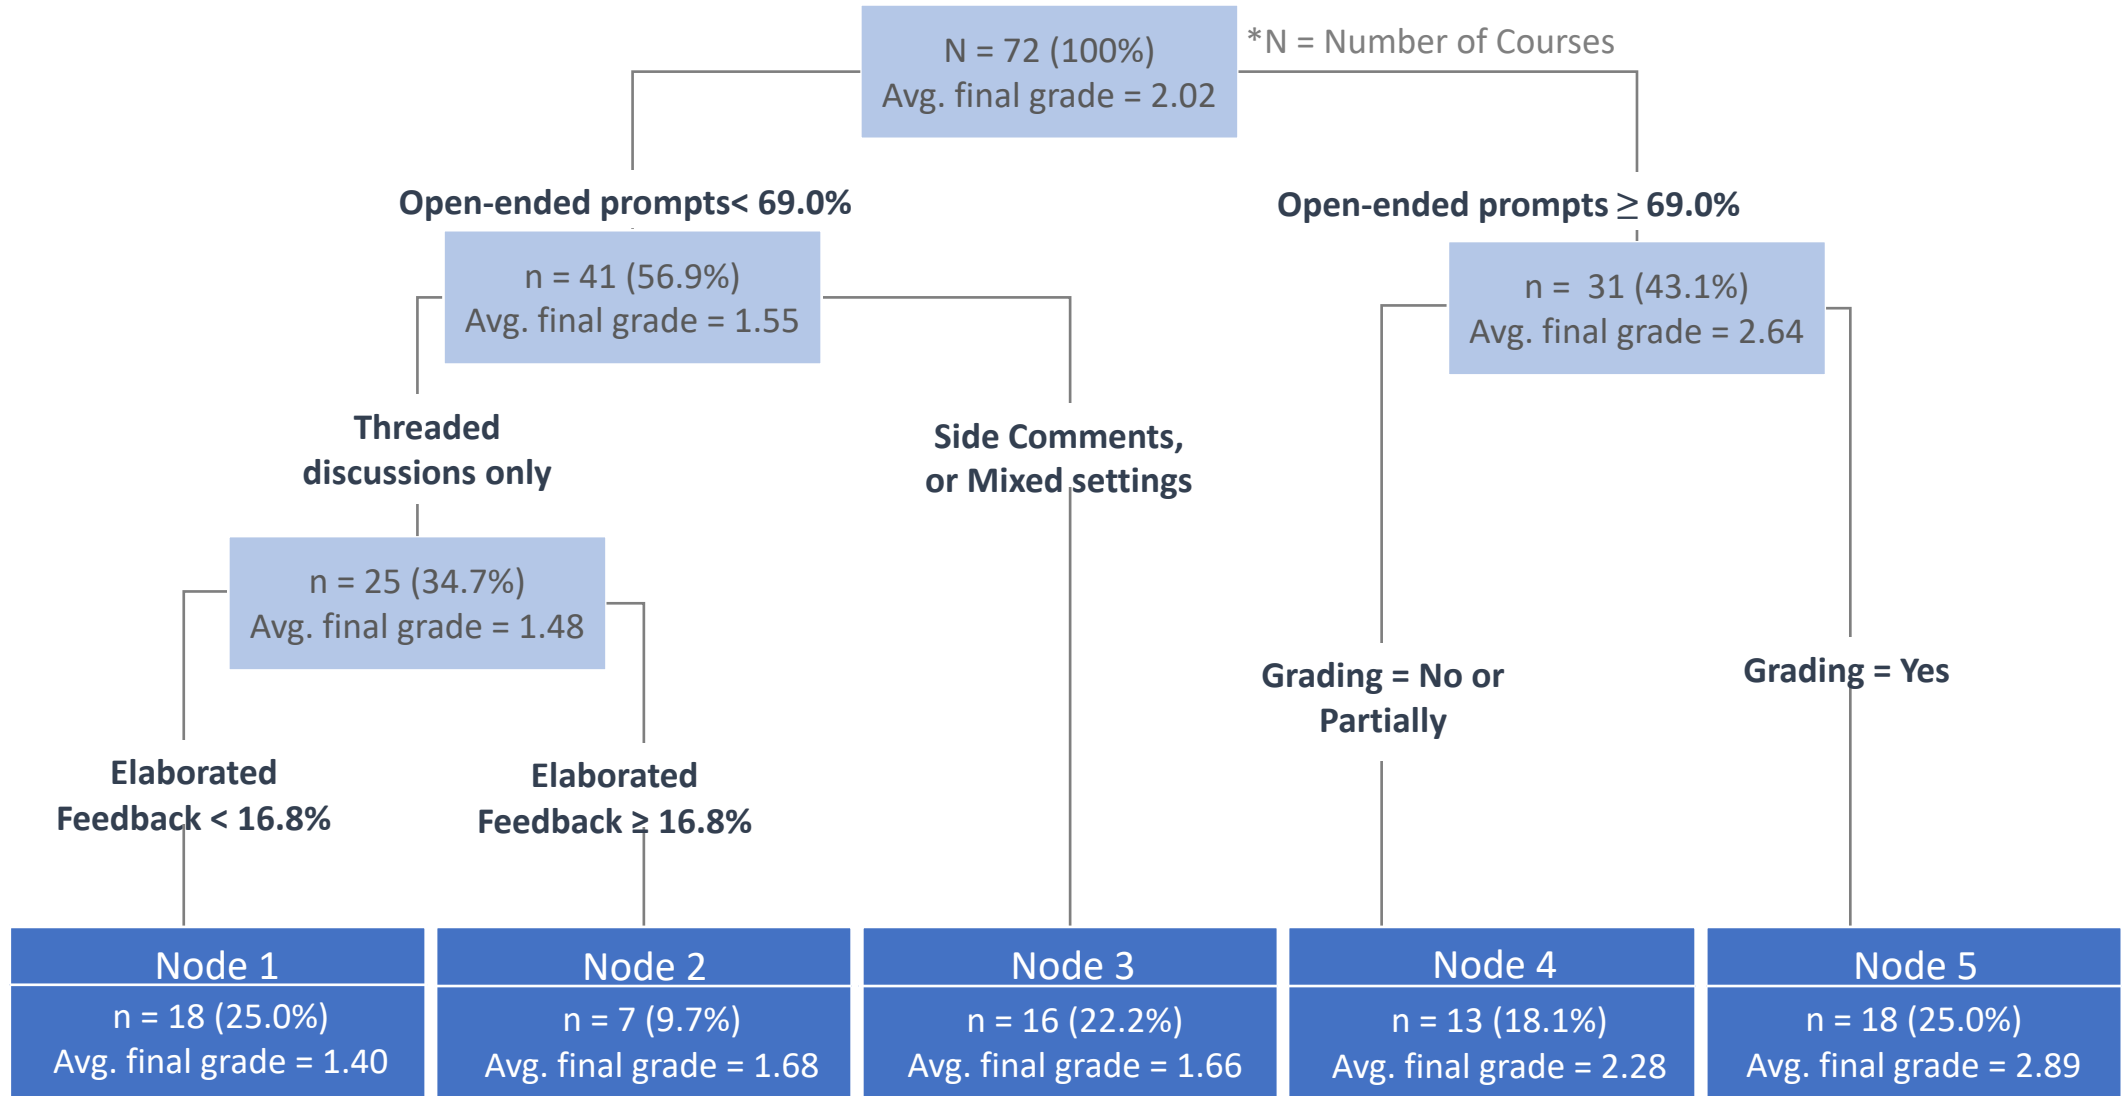 N = 72 (100%)
Avg. final grade = 2.02
*N = Number of Courses
Open-ended prompts< 69.0%
Open-ended prompts ≥ 69.0%
n = 41 (56.9%)
Avg. final grade = 1.55
n =  31 (43.1%)
Avg. final grade = 2.64
Threaded
discussions only
Side Comments,
or Mixed settings
n = 25 (34.7%)
Avg. final grade = 1.48
Grading = No or
Partially
Grading = Yes
Elaborated
Feedback < 16.8%
Elaborated
Feedback ≥ 16.8%
Node 1
n = 18 (25.0%)
Avg. final grade = 1.40
Node 2
n = 7 (9.7%)
Avg. final grade = 1.68
Node 3
n = 16 (22.2%)
Avg. final grade = 1.66
Node 4
n = 13 (18.1%)
Avg. final grade = 2.28
Node 5
n = 18 (25.0%)
Avg. final grade = 2.89